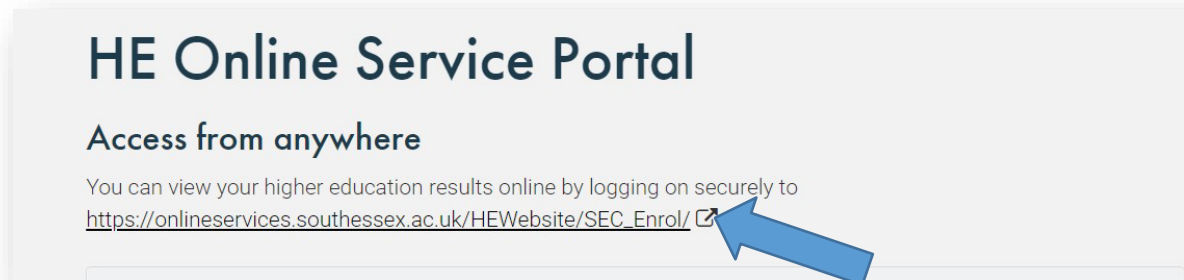 HE Online Service Portal
Access from anywhere
You can view your higher education results online by logging on securely to
https://onlineservices.southessex.ac.uk/HEWebsite/SEC_Enrol/